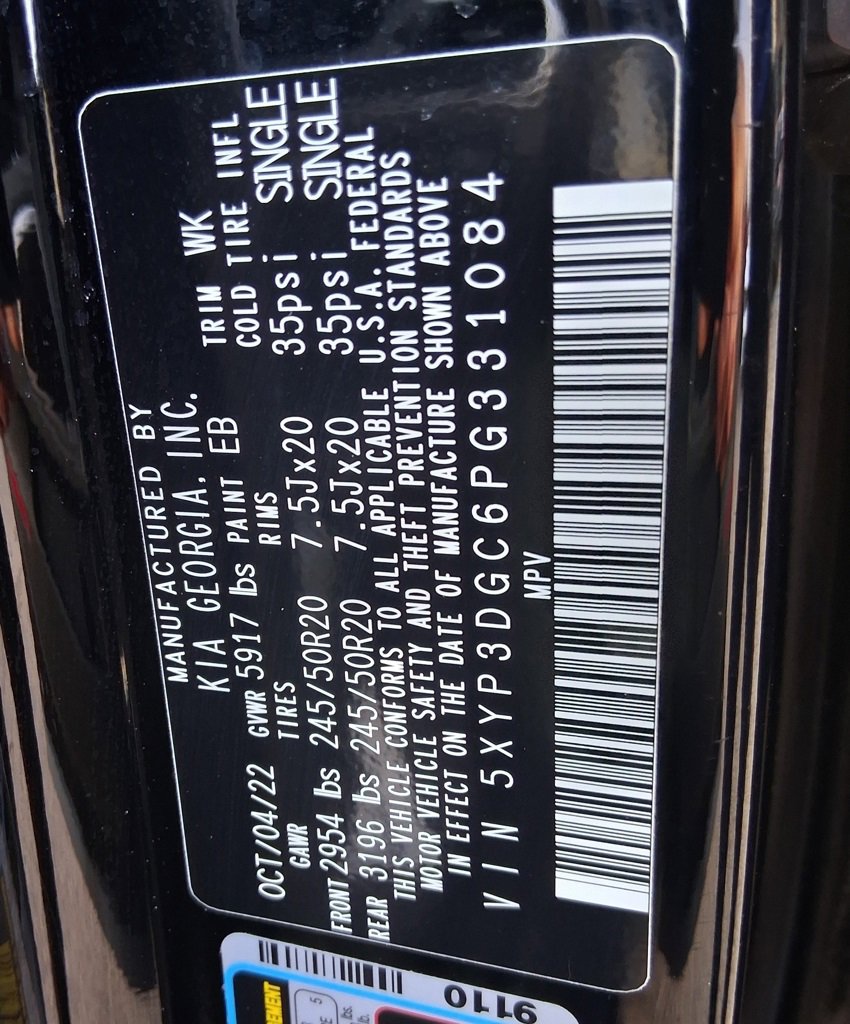 MANUFACTURED BY
KIA GEORGIA, INC.
OCT/04/22 GVWR 5917 lbs PAINT EB TRIM WK
GAWR TIRES RIMS COLD TIRE INFL
FRONT 2954 lbs 245/50R20 7.5Jx20 35psi SINGLE
REAR 3196 lbs 245/50R20 7.5Jx20 35psi SINGLE
THIS VEHICLE CONFORMS TO ALL APPLICABLE U.S.A. FEDERAL
MOTOR VEHICLE SAFETY AND THEFT PREVENTION STANDARDS
IN EFFECT ON THE DATE OF MANUFACTURE SHOWN ABOVE
VIN 5XYP3DGC6PG331084
MPV
9110
5
lbs.